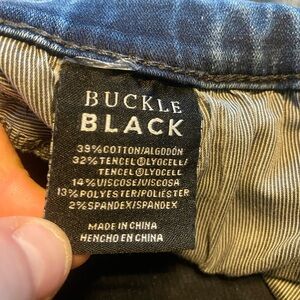 BUCKLE
BLACK
39% COTTON/ALGODÓN
32% TENCEL®LYOCELL/
TENCEL®LYOCELL
14% VISCOSE/VISCOSA
13% POLYESTER/POLIÉSTER
2% SPANDEX/SPANDEX
MADE IN CHINA
HENCHO EN CHINA